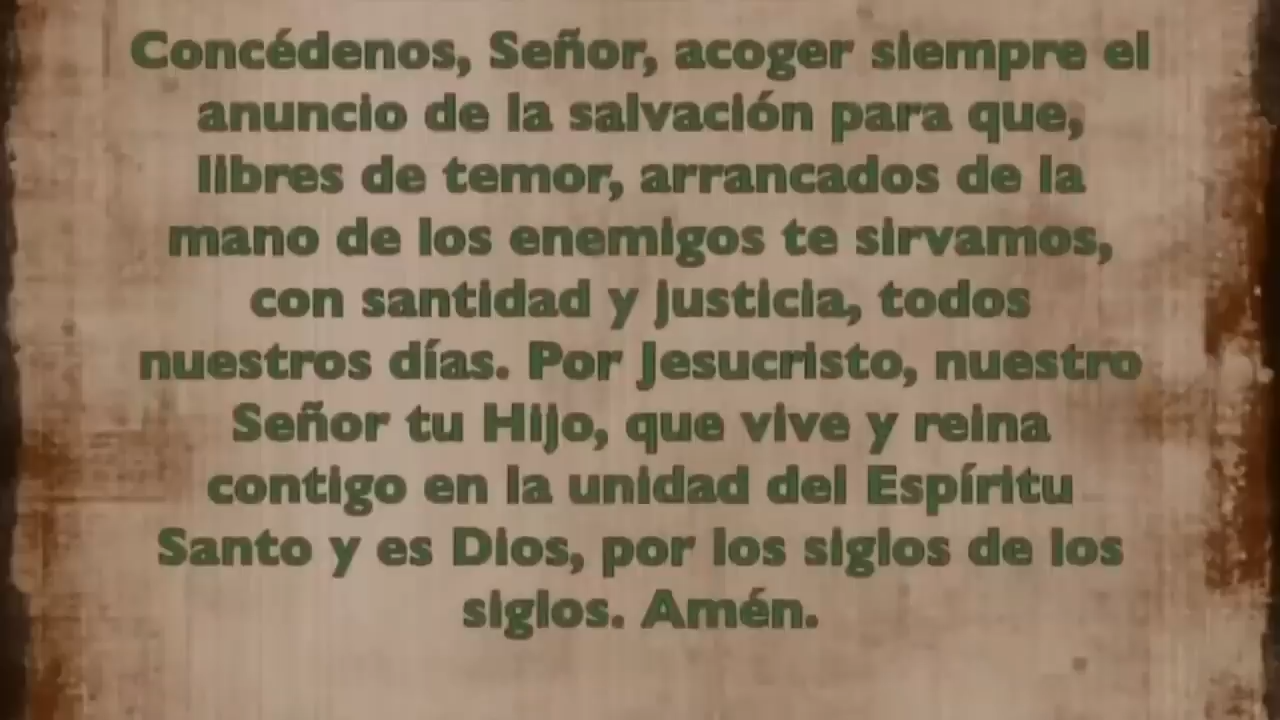 Concédenos, Señor, acoger siempre el
anuncio de la salvación para que,
libres de temor, arrancados de la
mano de los enemigos te sirvamos,
con santidad y justicia, todos
nuestros días. Por Jesucristo, nuestro
Señor tu Hijo, que vive y reina
contigo en la unidad del Espíritu
Santo y es Dios, por los siglos de los
siglos. Amén.